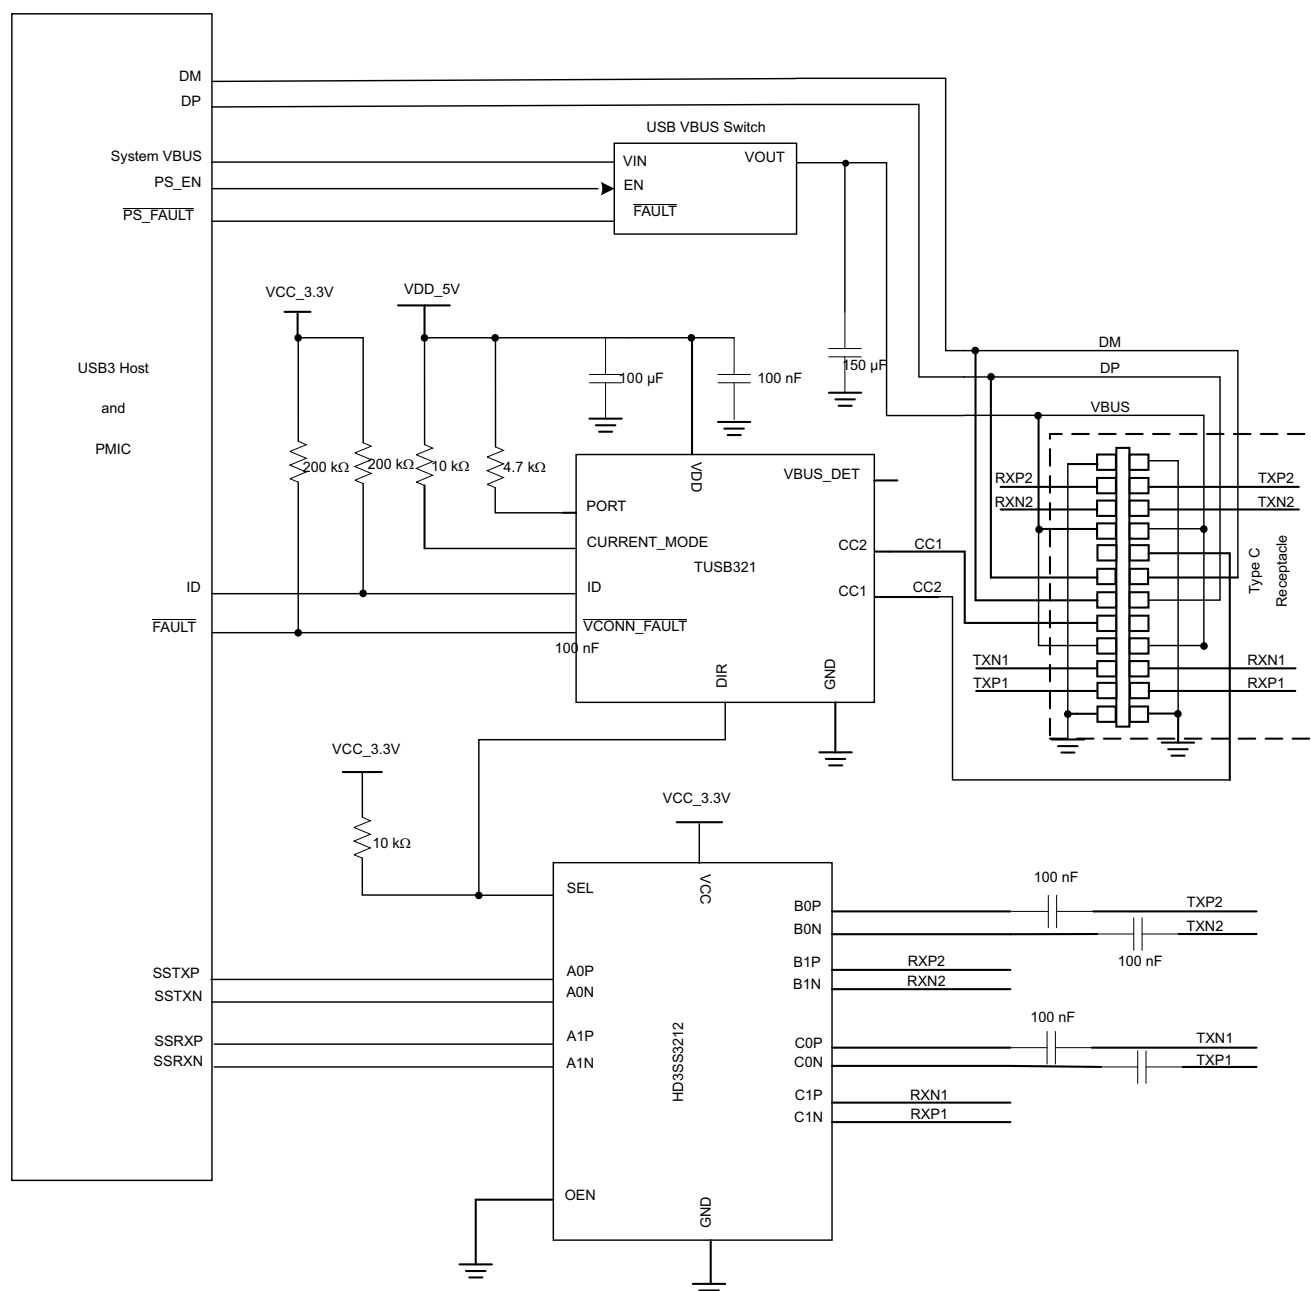 DM
DP
USB VBUS Switch
System VBUS
VIN
VOUT
PS_EN
EN
PS_FAULT
FAULT
VCC_3.3V
VDD_5V
USB3 Host
and
PMIC
100 µF
100 nF
150 µF
DM
DP
VBUS
200 kΩ
200 kΩ
10 kΩ
4.7 kΩ
VDD
VBUS_DET
PORT
CURRENT_MODE
TUSB321
CC2
CC1
CC1
CC2
ID
ID
FAULT
VCONN_FAULT
100 nF
DIR
GND
RXP2
TXP2
RXN2
TXN2
Type C
Receptacle
TXN1
RXN1
TXP1
RXP1
VCC_3.3V
10 kΩ
VCC_3.3V
SEL
VCC
B0P
100 nF
TXP2
B0N
TXN2
100 nF
B1P
RXP2
B1N
RXN2
SSTXP
A0P
SSTXN
A0N
SSRXP
A1P
SSRXN
A1N
HD3SS3212
100 nF
C0P
TXN1
C0N
TXP1
C1P
RXN1
C1N
RXP1
OEN
GND